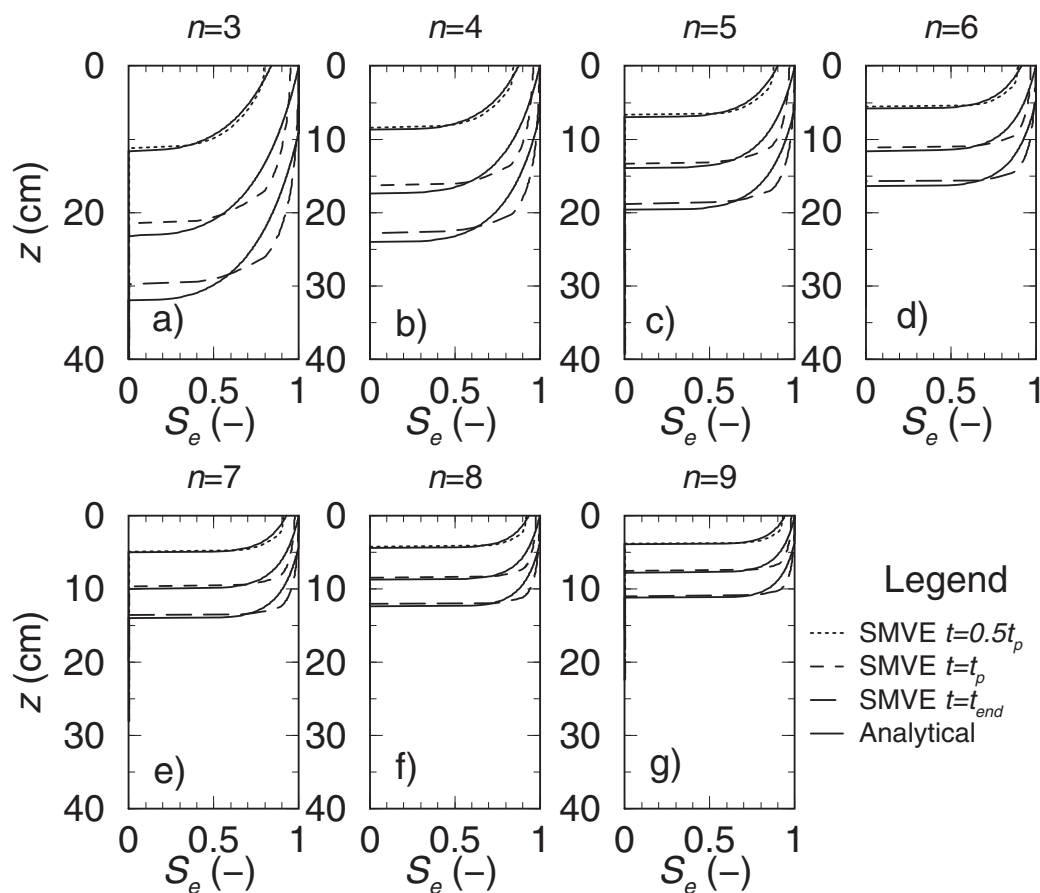 n=3 n=4 n=5 n=6
0 0 0 0
10 10 10 10
20 20 20 20
30 30 30 30
40 40 40 40
z (cm)
a) b) c) d)
0 0.5 1 0 0.5 1 0 0.5 1 0 0.5 1
S_e (–) S_e (–) S_e (–) S_e (–)
n=7 n=8 n=9
0 0 0
10 10 10
20 20 20
30 30 30
40 40 40
z (cm)
e) f) g)
0 0.5 1 0 0.5 1 0 0.5 1
S_e (–) S_e (–) S_e (–)
Legend
SMVE t=0.5t_p
SMVE t=t_p
SMVE t=t_end
Analytical